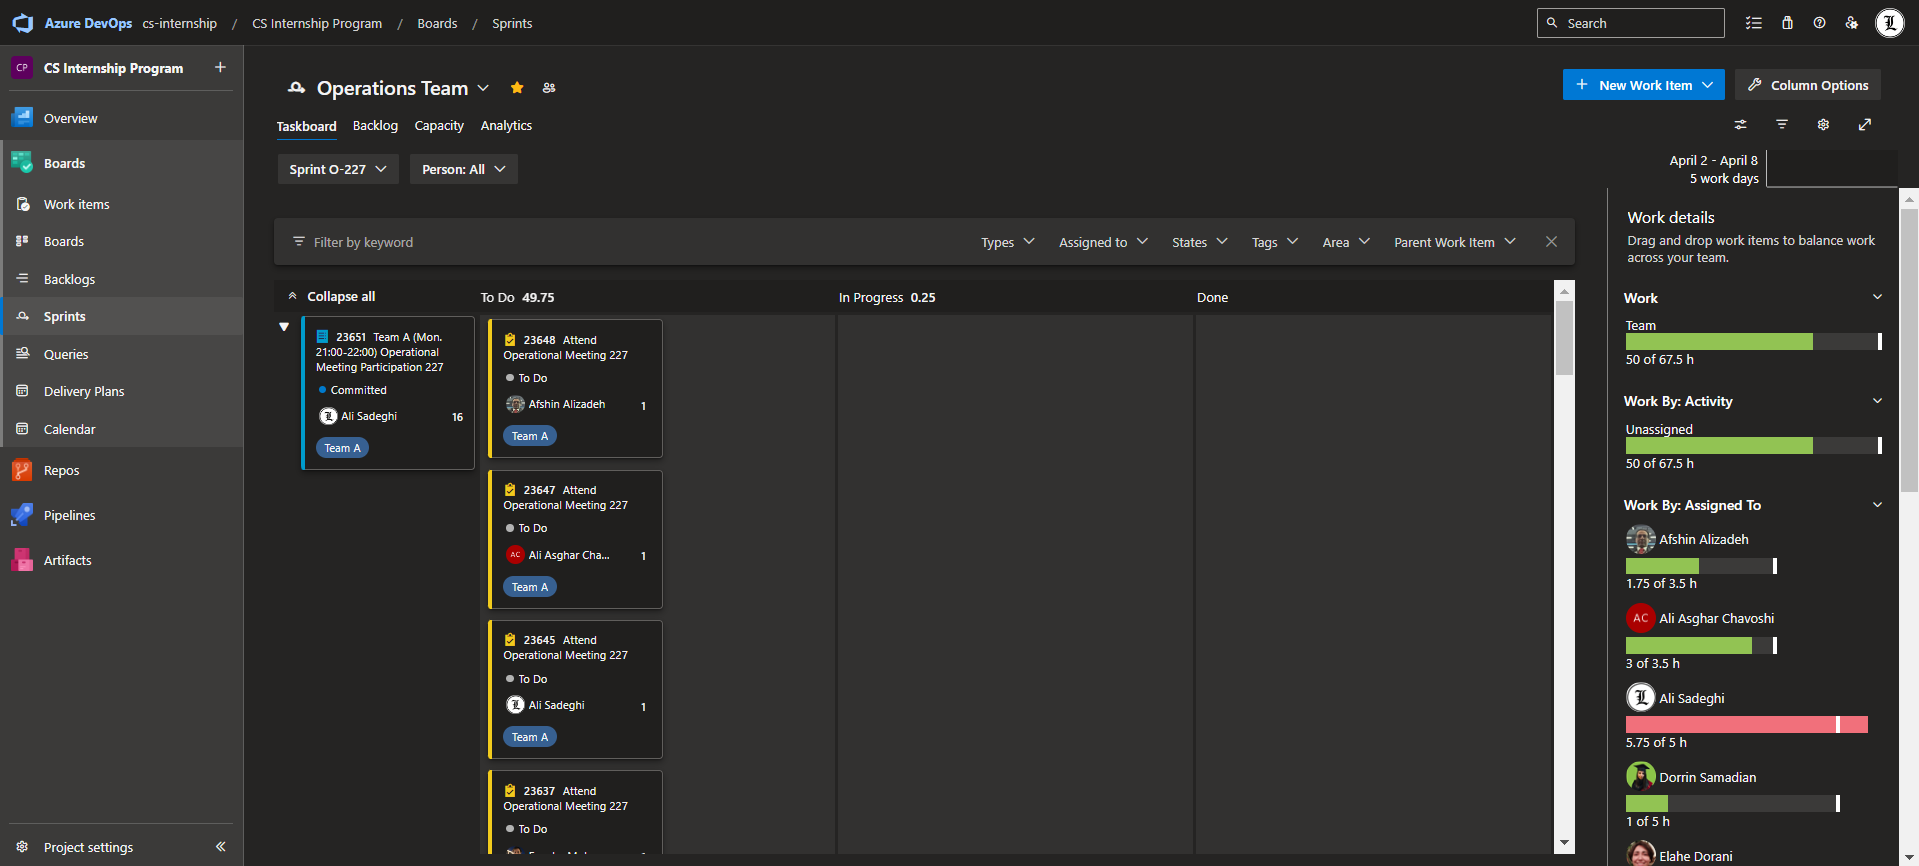 Azure DevOps cs-internship / CS Internship Program / Boards / Sprints
Search
CP CS Internship Program
Overview
Boards
Work items
Boards
Backlogs
Sprints
Queries
Delivery Plans
Calendar
Repos
Pipelines
Artifacts
Project settings
Operations Team
New Work Item
Column Options
Taskboard Backlog Capacity Analytics
Sprint O-227
Person: All
April 2 - April 8
5 work days
Filter by keyword
Types Assigned to States Tags Area Parent Work Item
Collapse all
To Do 49.75
In Progress 0.25
Done
23651 Team A (Mon.
21:00-22:00) Operational
Meeting Participation 227
Committed
L Ali Sadeghi 16
Team A
23648 Attend
Operational Meeting 227
To Do
Afshin Alizadeh 1
Team A
23647 Attend
Operational Meeting 227
To Do
AC Ali Asghar Cha... 1
Team A
23645 Attend
Operational Meeting 227
To Do
L Ali Sadeghi 1
Team A
23637 Attend
Operational Meeting 227
To Do
Work details
Drag and drop work items to balance work
across your team.
Work
Team
50 of 67.5 h
Work By: Activity
Unassigned
50 of 67.5 h
Work By: Assigned To
Afshin Alizadeh
1.75 of 3.5 h
AC Ali Asghar Chavoshi
3 of 3.5 h
L Ali Sadeghi
5.75 of 5 h
Dorrin Samadian
1 of 5 h
Elahe Dorani